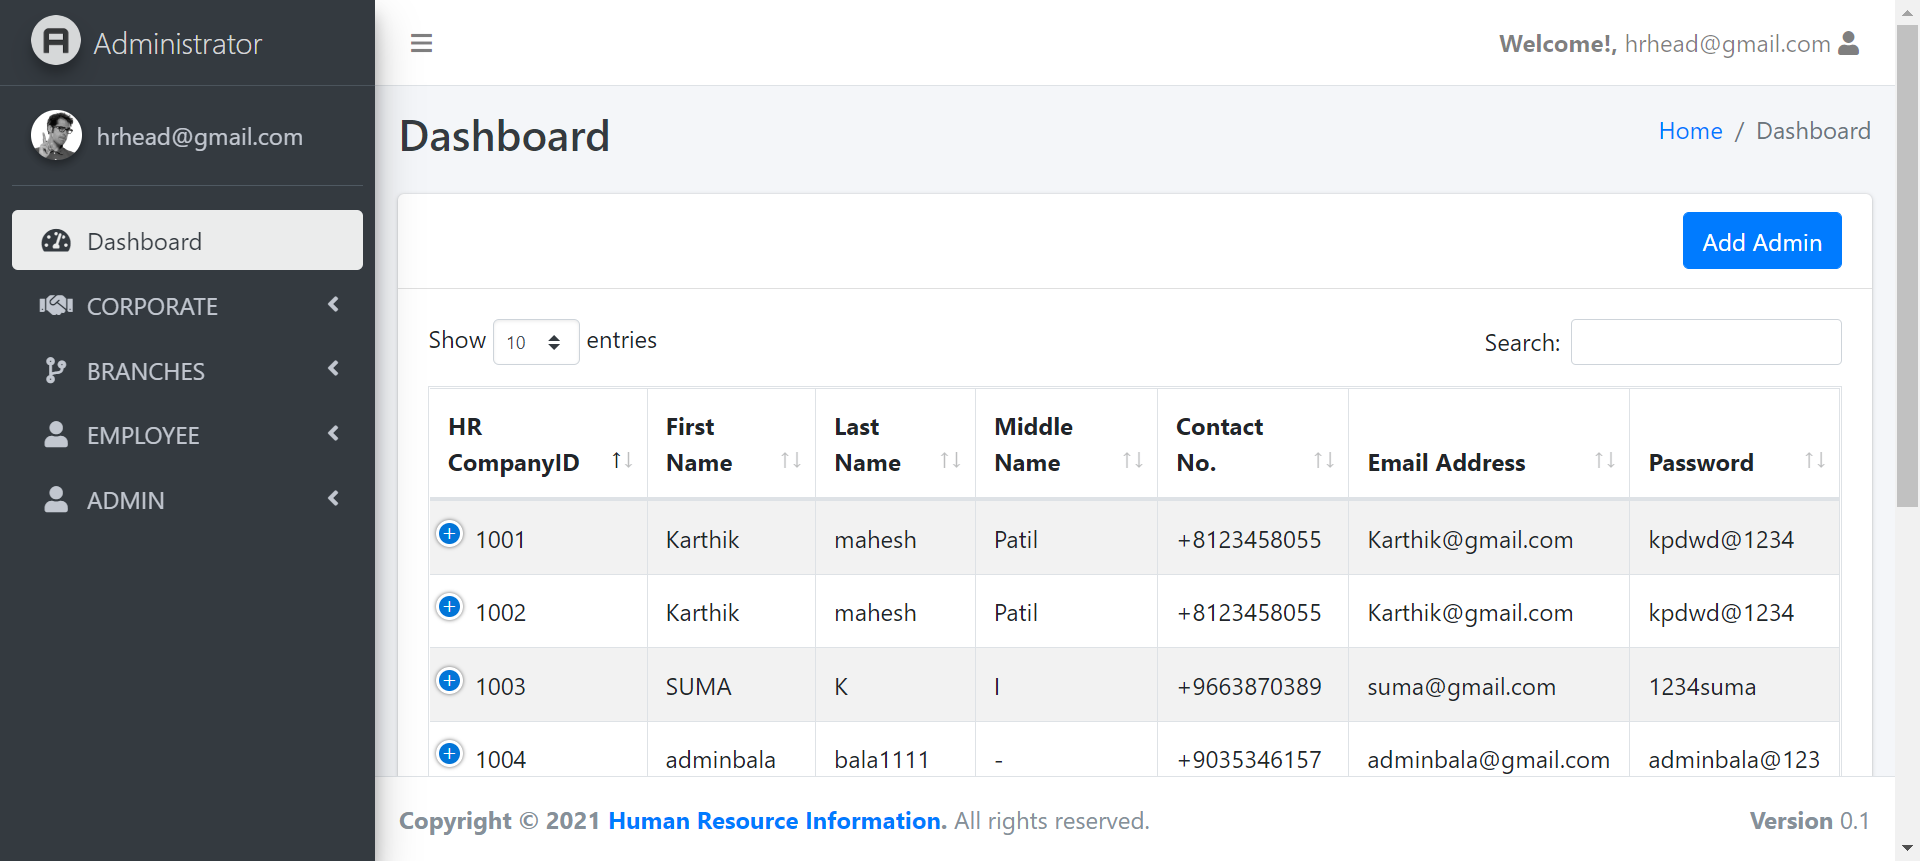 Administrator
Welcome!, hrhead@gmail.com
hrhead@gmail.com
Dashboard
Home / Dashboard
Dashboard
CORPORATE
BRANCHES
EMPLOYEE
ADMIN
Add Admin
Show 10 entries
Search:
HR CompanyID First Name Last Name Middle Name Contact No. Email Address Password
1001 Karthik mahesh Patil +8123458055 Karthik@gmail.com kpdwd@1234
1002 Karthik mahesh Patil +8123458055 Karthik@gmail.com kpdwd@1234
1003 SUMA K I +9663870389 suma@gmail.com 1234suma
1004 adminbala bala1111 - +9035346157 adminbala@gmail.com adminbala@123
Copyright © 2021 Human Resource Information. All rights reserved.
Version 0.1